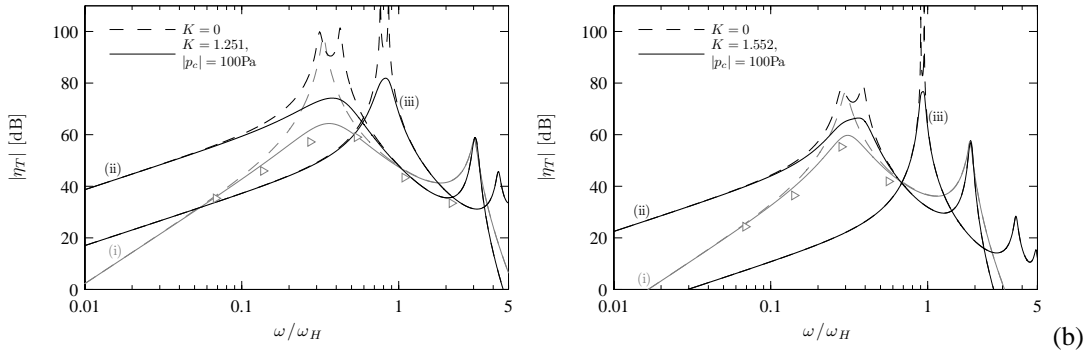 100
80
60
40
20
0
|η_T| [dB]
K = 0
K = 1.251,
|p_c| = 100Pa
(ii)
(i)
(iii)
0.01 0.1 1 5
ω/ω_H
100
80
60
40
20
0
|η_T| [dB]
K = 0
K = 1.552,
|p_c| = 100Pa
(ii)
(i)
(iii)
0.01 0.1 1 5
ω/ω_H
(b)